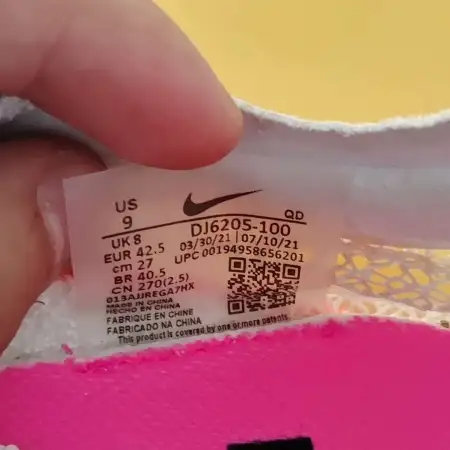 US
9
UK 8
EUR 42.5
cm 27
BR 40.5
CN 270(2.5)
QD
DJ6205-100
03/30/21 | 07/10/21
UPC 00194958656201
013AJJREGA7HX
MADE IN CHINA
HECHO EN CHINA
FABRIQUE EN CHINE
FABRICADO NA CHINA
This product is covered by one or more patents.